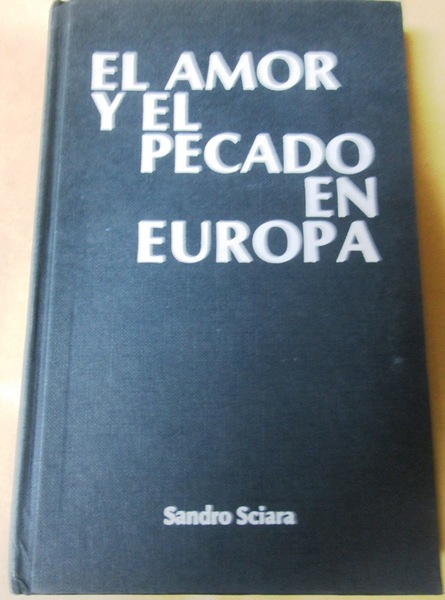 EL AMOR
Y EL
PECADO
EN
EUROPA
Sandro Sciara